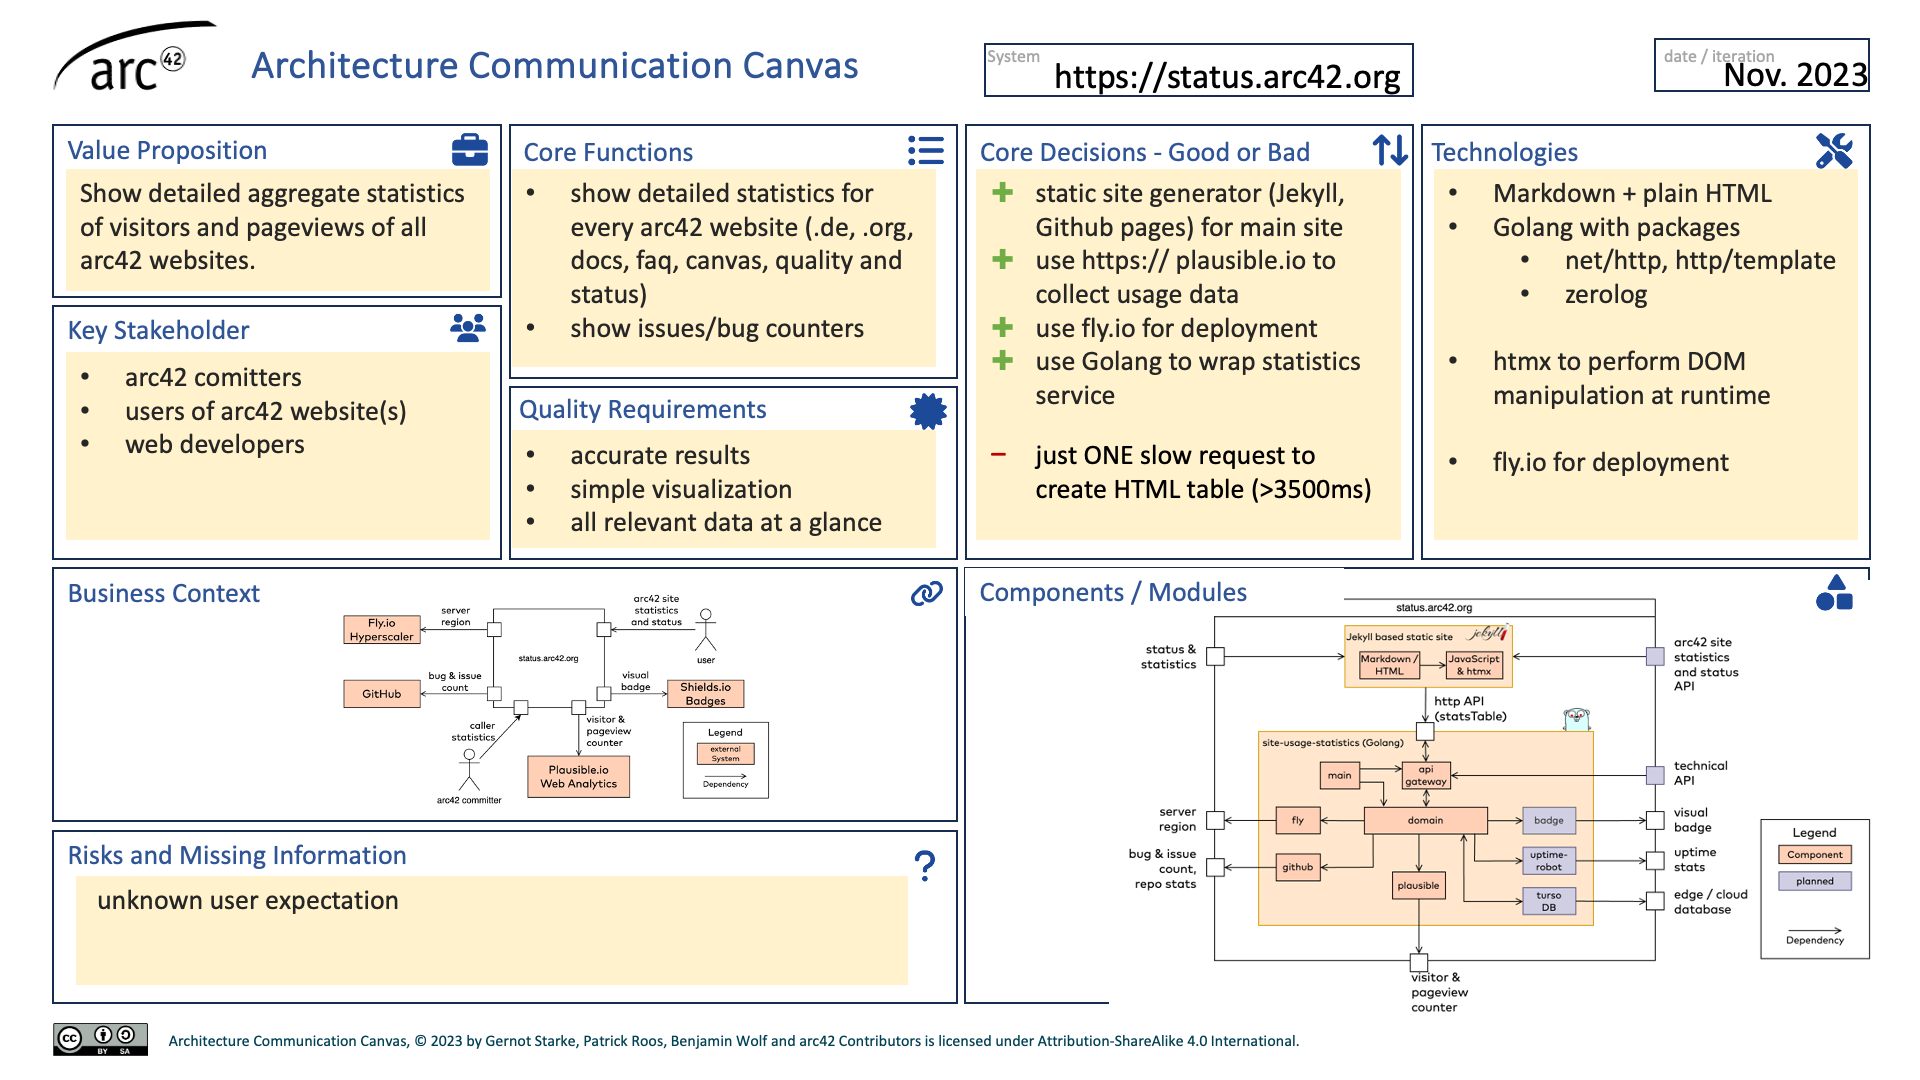 arc 42
Architecture Communication Canvas
System
https://status.arc42.org
date / iteration
Nov. 2023
Value Proposition
Show detailed aggregate statistics
of visitors and pageviews of all
arc42 websites.
Key Stakeholder
• arc42 comitters
• users of arc42 website(s)
• web developers
Core Functions
• show detailed statistics for
every arc42 website (.de, .org,
docs, faq, canvas, quality and
status)
• show issues/bug counters
Quality Requirements
• accurate results
• simple visualization
• all relevant data at a glance
Core Decisions - Good or Bad
+ static site generator (Jekyll,
Github pages) for main site
+ use https:// plausible.io to
collect usage data
+ use fly.io for deployment
+ use Golang to wrap statistics
service
– just ONE slow request to
create HTML table (>3500ms)
Technologies
• Markdown + plain HTML
• Golang with packages
• net/http, http/template
• zerolog
• htmx to perform DOM
manipulation at runtime
• fly.io for deployment
Business Context
Fly.io
Hyperscaler
server
region
arc42 site
statistics
and status
user
status.arc42.org
GitHub
bug & issue
count
visual
badge
Shields.io
Badges
caller
statistics
arc42 committer
visitor &
pageview
counter
Plausible.io
Web Analytics
Legend
external
System
Dependency
Risks and Missing Information
?
unknown user expectation
Components / Modules
status.arc42.org
status &
statistics
Jekyll based static site
jekyll
Markdown /
HTML
JavaScript
& htmx
arc42 site
statistics
and status
API
http API
(statsTable)
site-usage-statistics (Golang)
main
api
gateway
technical
API
server
region
fly
domain
badge
visual
badge
bug & issue
count,
repo stats
github
plausible
uptime-
robot
uptime
stats
turso
DB
edge / cloud
database
visitor &
pageview
counter
Legend
Component
planned
Dependency
cc BY SA
Architecture Communication Canvas, © 2023 by Gernot Starke, Patrick Roos, Benjamin Wolf and arc42 Contributors is licensed under Attribution-ShareAlike 4.0 International.